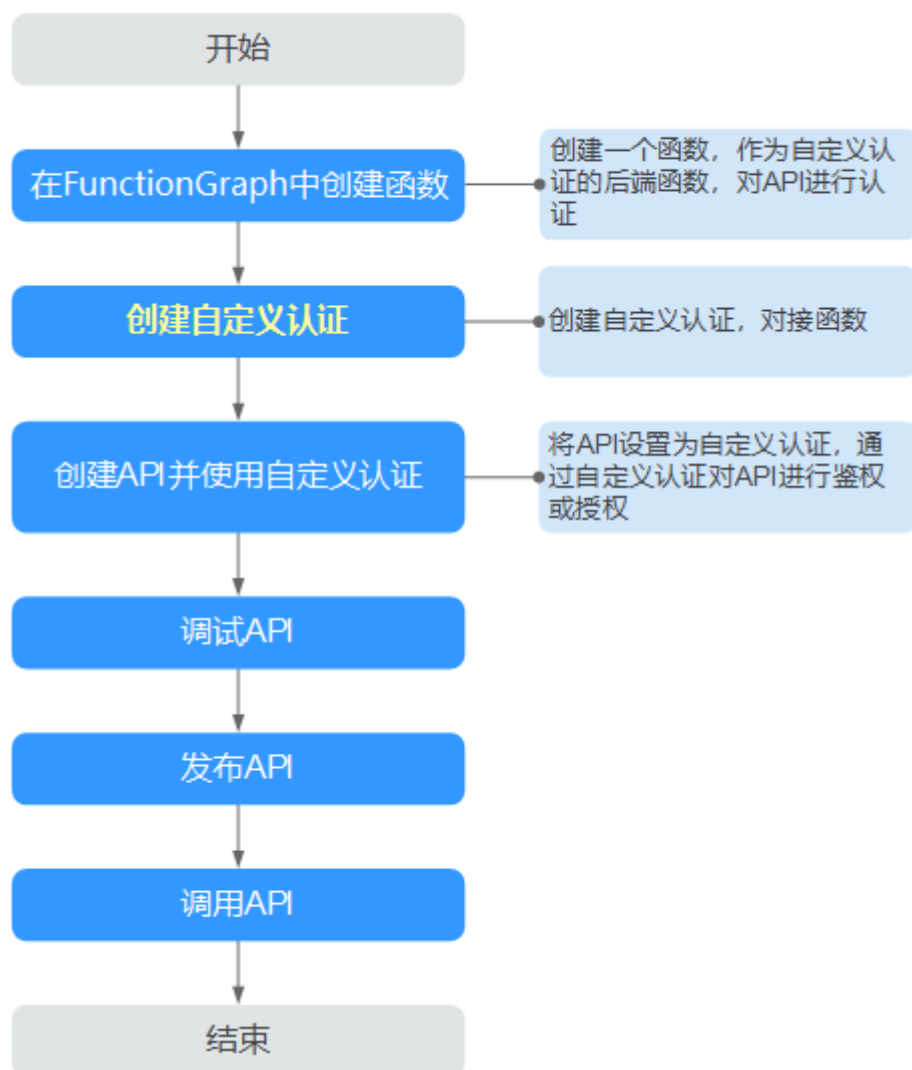 开始
在FunctionGraph中创建函数
创建一个函数，作为自定义认
证的后端函数，对API进行认
证
创建自定义认证
创建自定义认证，对接函数
创建API并使用自定义认证
将API设置为自定义认证，通
过自定义认证对API进行鉴权
或授权
调试API
发布API
调用API
结束